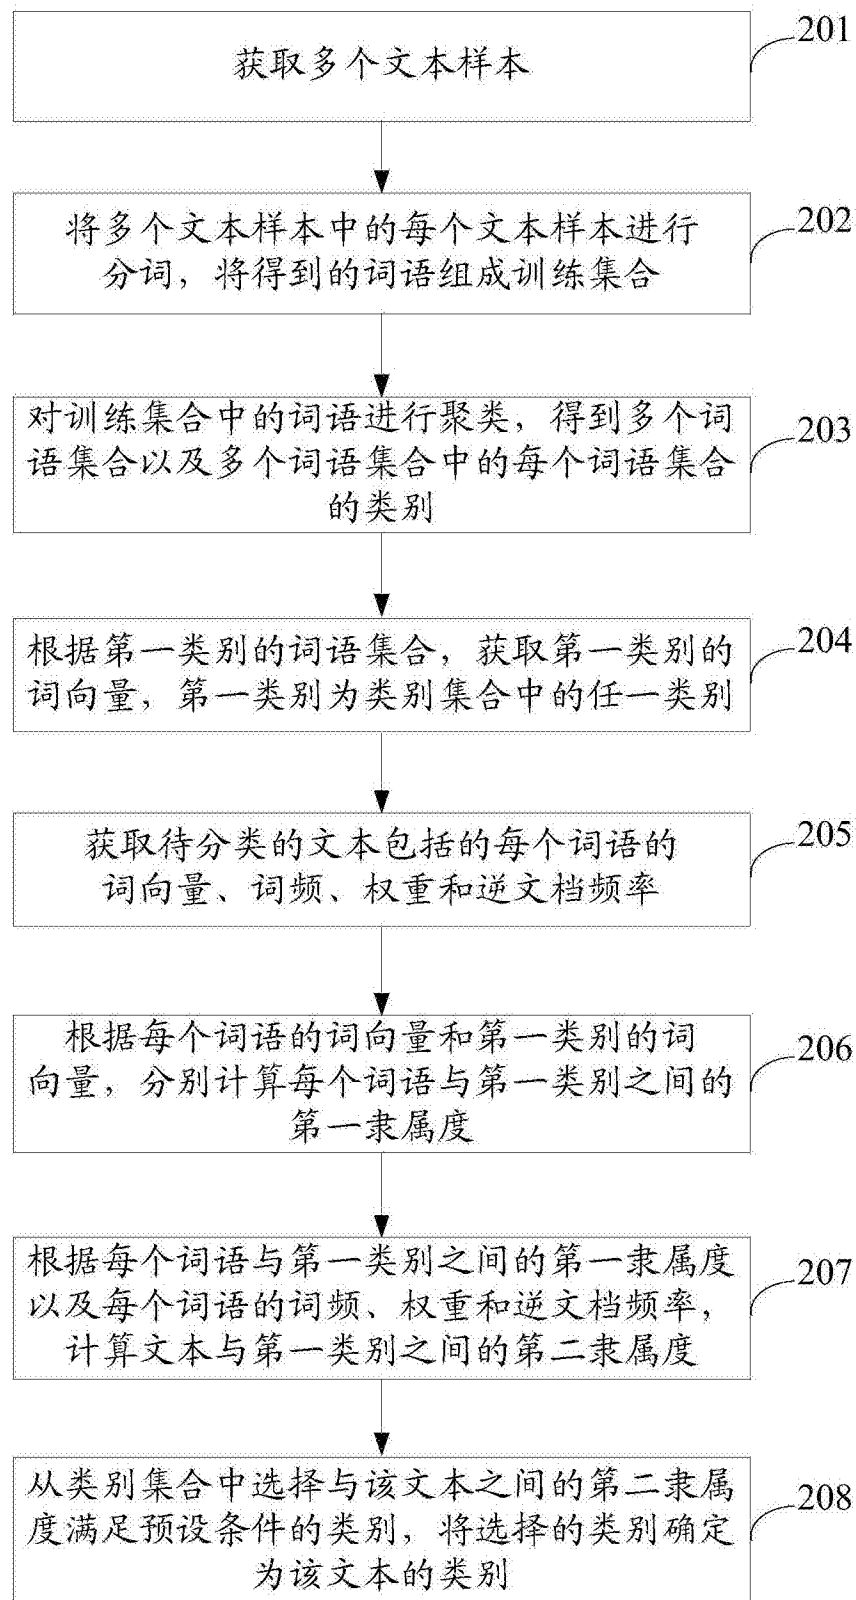 201
获取多个文本样本
202
将多个文本样本中的每个文本样本进行
分词，将得到的词语组成训练集合
203
对训练集合中的词语进行聚类，得到多个词
语集合以及多个词语集合中的每个词语集合
的类别
204
根据第一类别的词语集合，获取第一类别的
词向量，第一类别为类别集合中的任一类别
205
获取待分类的文本包括的每个词语的
词向量、词频、权重和逆文档频率
206
根据每个词语的词向量和第一类别的词
向量，分别计算每个词语与第一类别之间的
第一隶属度
207
根据每个词语与第一类别之间的第一隶属度
以及每个词语的词频、权重和逆文档频率，
计算文本与第一类别之间的第二隶属度
208
从类别集合中选择与该文本之间的第二隶属
度满足预设条件的类别，将选择的类别确定
为该文本的类别